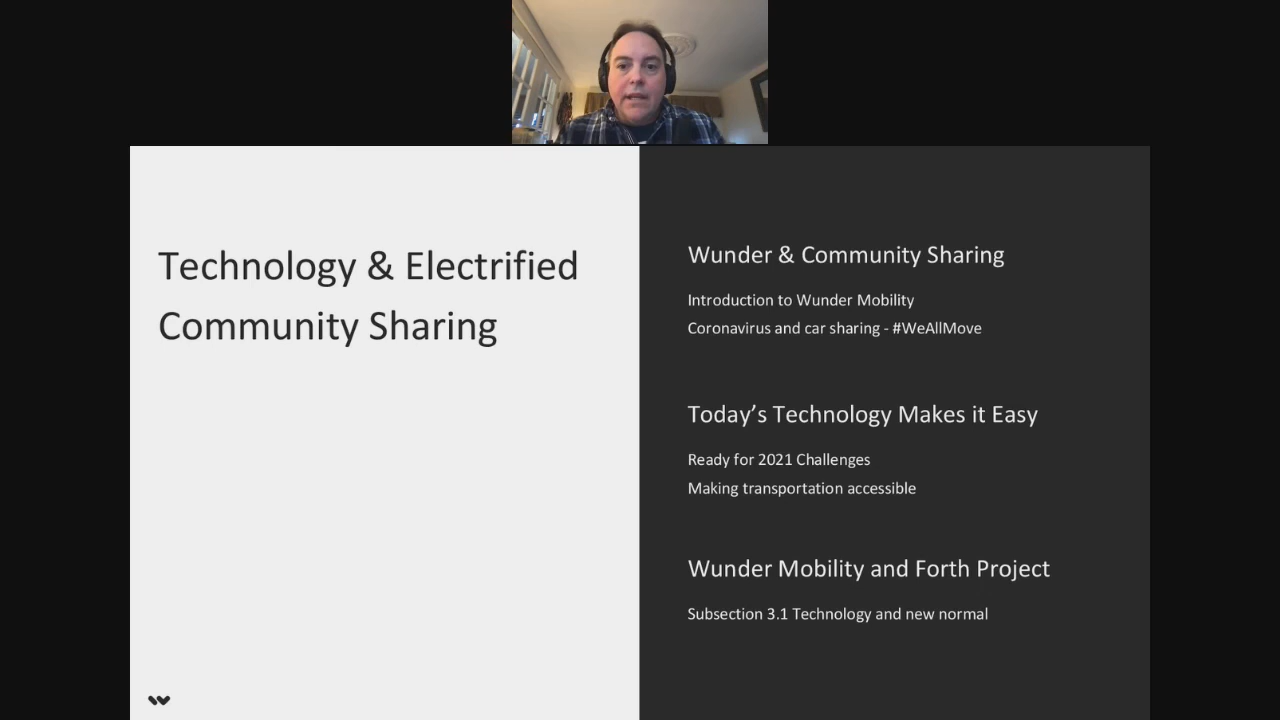 Technology & Electrified
Community Sharing
Wunder & Community Sharing
Introduction to Wunder Mobility
Coronavirus and car sharing - #WeAllMove
Today’s Technology Makes it Easy
Ready for 2021 Challenges
Making transportation accessible
Wunder Mobility and Forth Project
Subsection 3.1 Technology and new normal